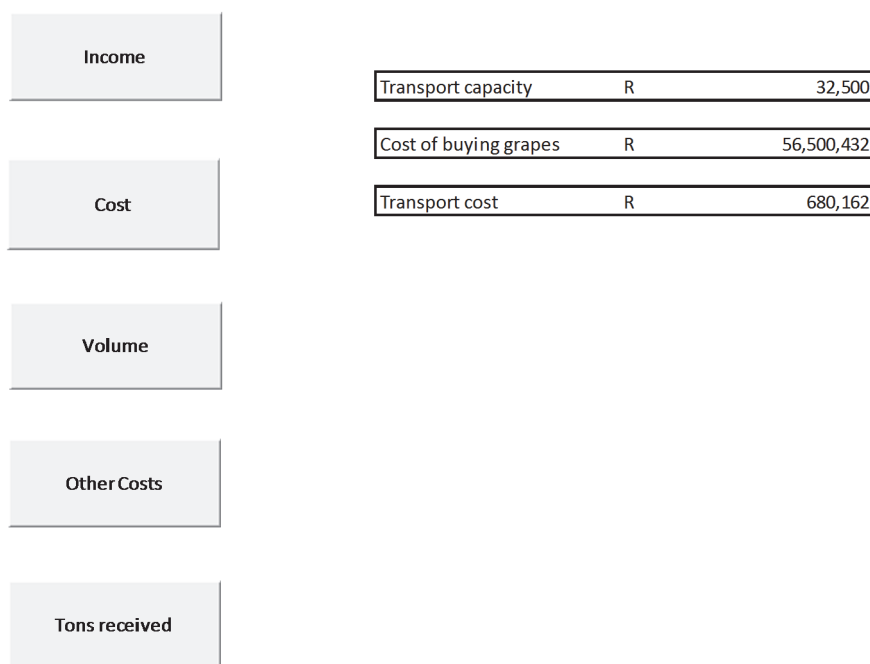 Income
Transport capacity R 32,500
Cost of buying grapes R 56,500,432
Cost
Transport cost R 680,162
Volume
Other Costs
Tons received